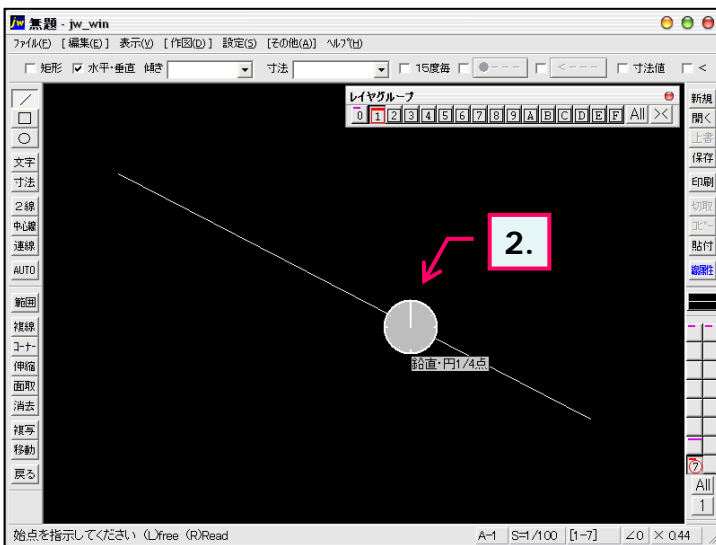 無題 - jw_win
ファイル(F) [編集(E)] 表示(V) [作図(D)] 設定(S) [その他(A)] ヘルプ(H)
矩形 水平・垂直 傾き 寸法 15度毎 ●--- <--- 寸法値 <
レイヤグループ
0 1 2 3 4 5 6 7 8 9 A B C D E F All ><
/
□
○
文字
寸法
2線
中心線
連線
AUTO
範囲
複線
コーナー
伸縮
面取
消去
複写
移動
戻る
2.
鉛直・円1/4点
新規
開く
上書
保存
印刷
切取
コピー
貼付
線属性
7
All
1
始点を指示してください (L)free (R)Read
A-1 S=1/100 [1-7] ∠0 × 0.44